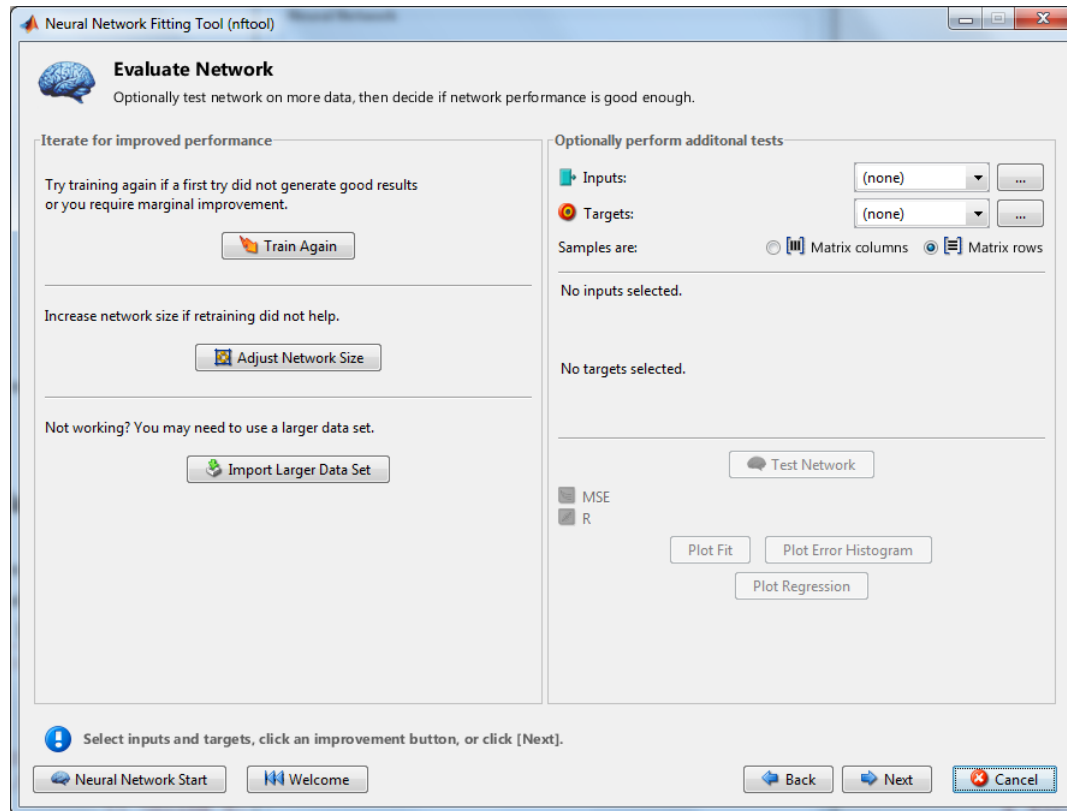 Neural Network Fitting Tool (nftool)
Evaluate Network
Optionally test network on more data, then decide if network performance is good enough.
Iterate for improved performance
Try training again if a first try did not generate good results
or you require marginal improvement.
Train Again
Increase network size if retraining did not help.
Adjust Network Size
Not working? You may need to use a larger data set.
Import Larger Data Set
Optionally perform additonal tests
Inputs: (none) ...
Targets: (none) ...
Samples are: Matrix columns Matrix rows
No inputs selected.
No targets selected.
Test Network
MSE
R
Plot Fit Plot Error Histogram
Plot Regression
Select inputs and targets, click an improvement button, or click [Next].
Neural Network Start Welcome Back Next Cancel